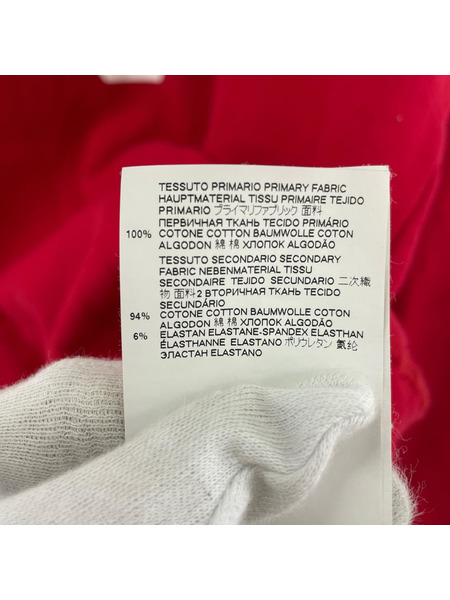 TESSUTO PRIMARIO PRIMARY FABRIC
HAUPTMATERIAL TISSU PRIMAIRE TEJIDO
PRIMARIO プライマリファブリック 面料
ПЕРВИЧНАЯ ТКАНЬ TECIDO PRIMÁRIO
100% COTONE COTTON BAUMWOLLE COTON
ALGODON 綿 棉 ХЛОПОК ALGODÃO
TESSUTO SECONDARIO SECONDARY
FABRIC NEBENMATERIAL TISSU
SECONDAIRE TEJIDO SECUNDARIO 二次織
物 面料2 ВТОРИЧНАЯ ТКАНЬ TECIDO
SECUNDÁRIO
94% COTONE COTTON BAUMWOLLE COTON
ALGODON 綿 棉 ХЛОПОК ALGODÃO
6% ELASTAN ELASTANE-SPANDEX ELASTHAN
ÉLASTHANNE ELASTANO ポリウレタン 氨纶
ЭЛАСТАН ELASTANO